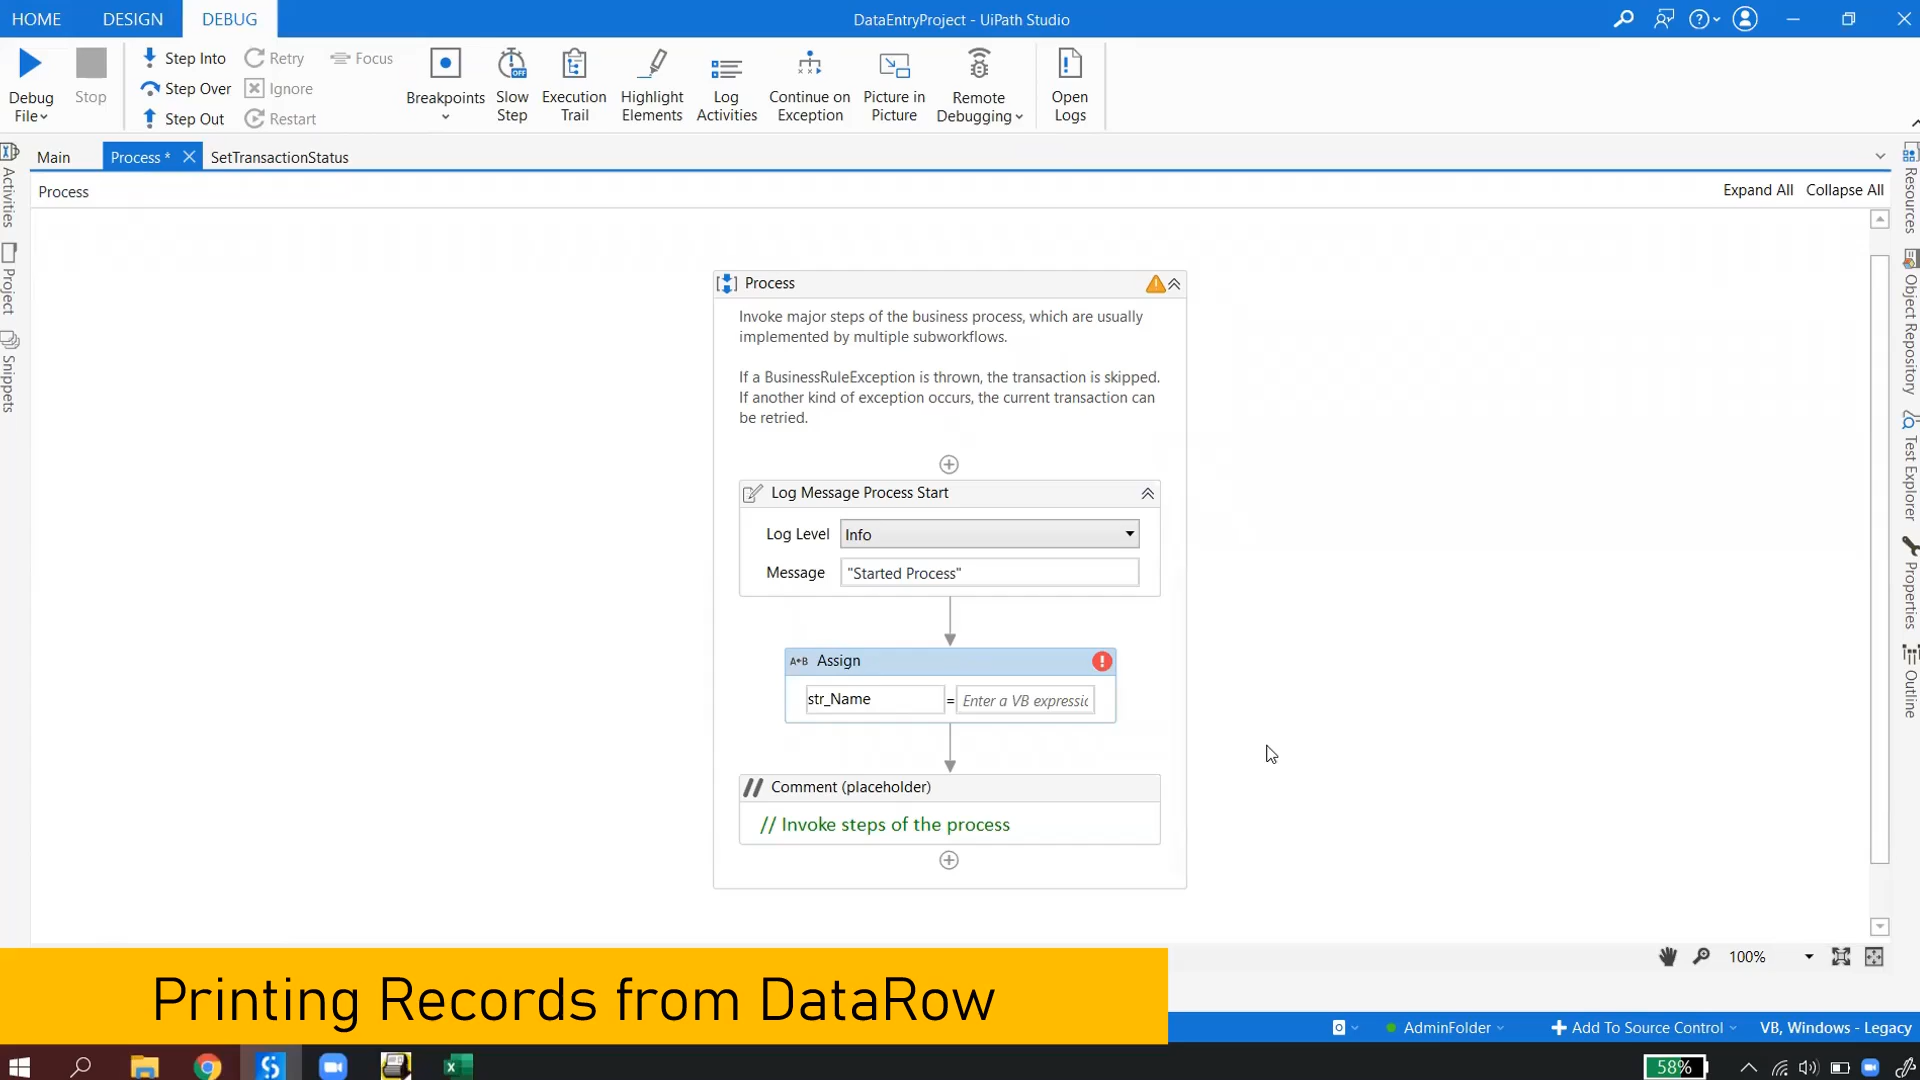 HOME DESIGN DEBUG
DataEntryProject - UiPath Studio
Debug File
Stop
Step Into
Step Over
Step Out
Retry
Ignore
Restart
Focus
Breakpoints
OFF
Slow Step
Execution Trail
Highlight Elements
Log Activities
Continue on Exception
Picture in Picture
Remote Debugging
Open Logs
Main Process * SetTransactionStatus
Process
Expand All Collapse All
Activities
Project
Snippets
Resources
Object Repository
Test Explorer
Properties
Outline
Process
Invoke major steps of the business process, which are usually
implemented by multiple subworkflows.
If a BusinessRuleException is thrown, the transaction is skipped.
If another kind of exception occurs, the current transaction can
be retried.
Log Message Process Start
Log Level Info
Message "Started Process"
A+B Assign
str_Name = Enter a VB expressic
// Comment (placeholder)
// Invoke steps of the process
100%
Printing Records from DataRow
AdminFolder
Add To Source Control
VB, Windows - Legacy
58%